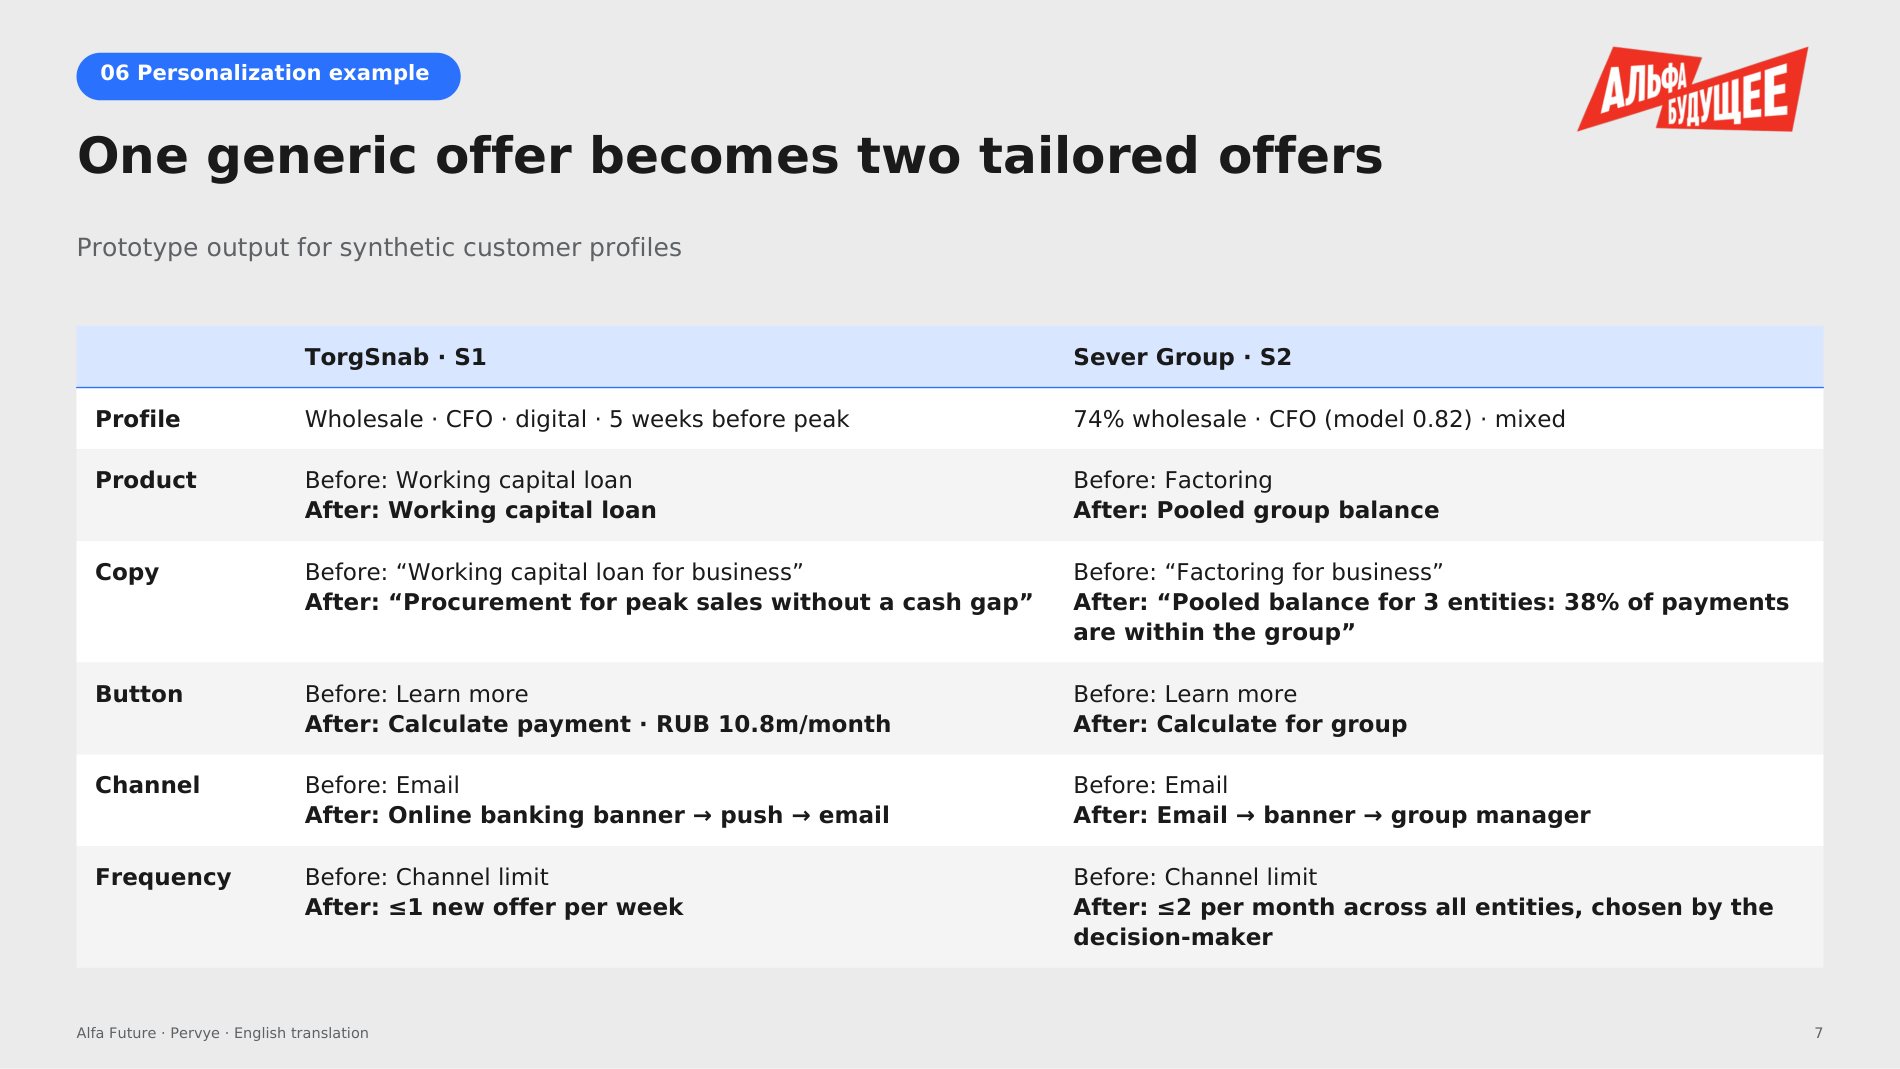 06 Personalization example
АЛЬФА
БУДУЩЕЕ
One generic offer becomes two tailored offers
Prototype output for synthetic customer profiles
TorgSnab · S1
Sever Group · S2
Profile
Wholesale · CFO · digital · 5 weeks before peak
74% wholesale · CFO (model 0.82) · mixed
Product
Before: Working capital loan
After: Working capital loan
Before: Factoring
After: Pooled group balance
Copy
Before: “Working capital loan for business”
After: “Procurement for peak sales without a cash gap”
Before: “Factoring for business”
After: “Pooled balance for 3 entities: 38% of payments
are within the group”
Button
Before: Learn more
After: Calculate payment · RUB 10.8m/month
Before: Learn more
After: Calculate for group
Channel
Before: Email
After: Online banking banner → push → email
Before: Email
After: Email → banner → group manager
Frequency
Before: Channel limit
After: ≤1 new offer per week
Before: Channel limit
After: ≤2 per month across all entities, chosen by the
decision-maker
Alfa Future · Pervye · English translation
7